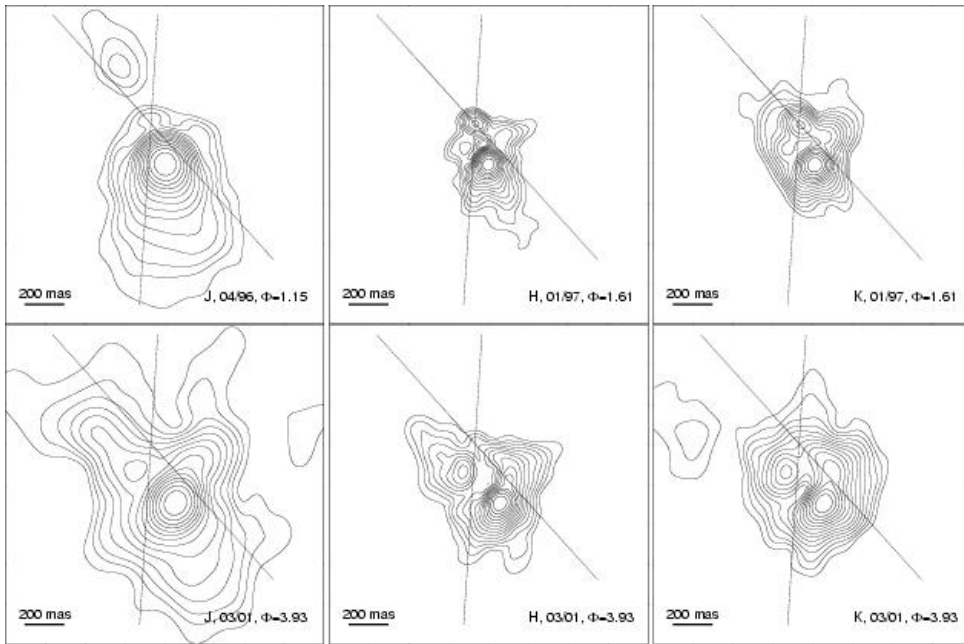 200 mas J, 04/96, Φ=1.15
200 mas H, 01/97, Φ=1.61
200 mas K, 01/97, Φ=1.61
200 mas J, 03/01, Φ=3.93
200 mas H, 03/01, Φ=3.93
200 mas K, 03/01, Φ=3.93